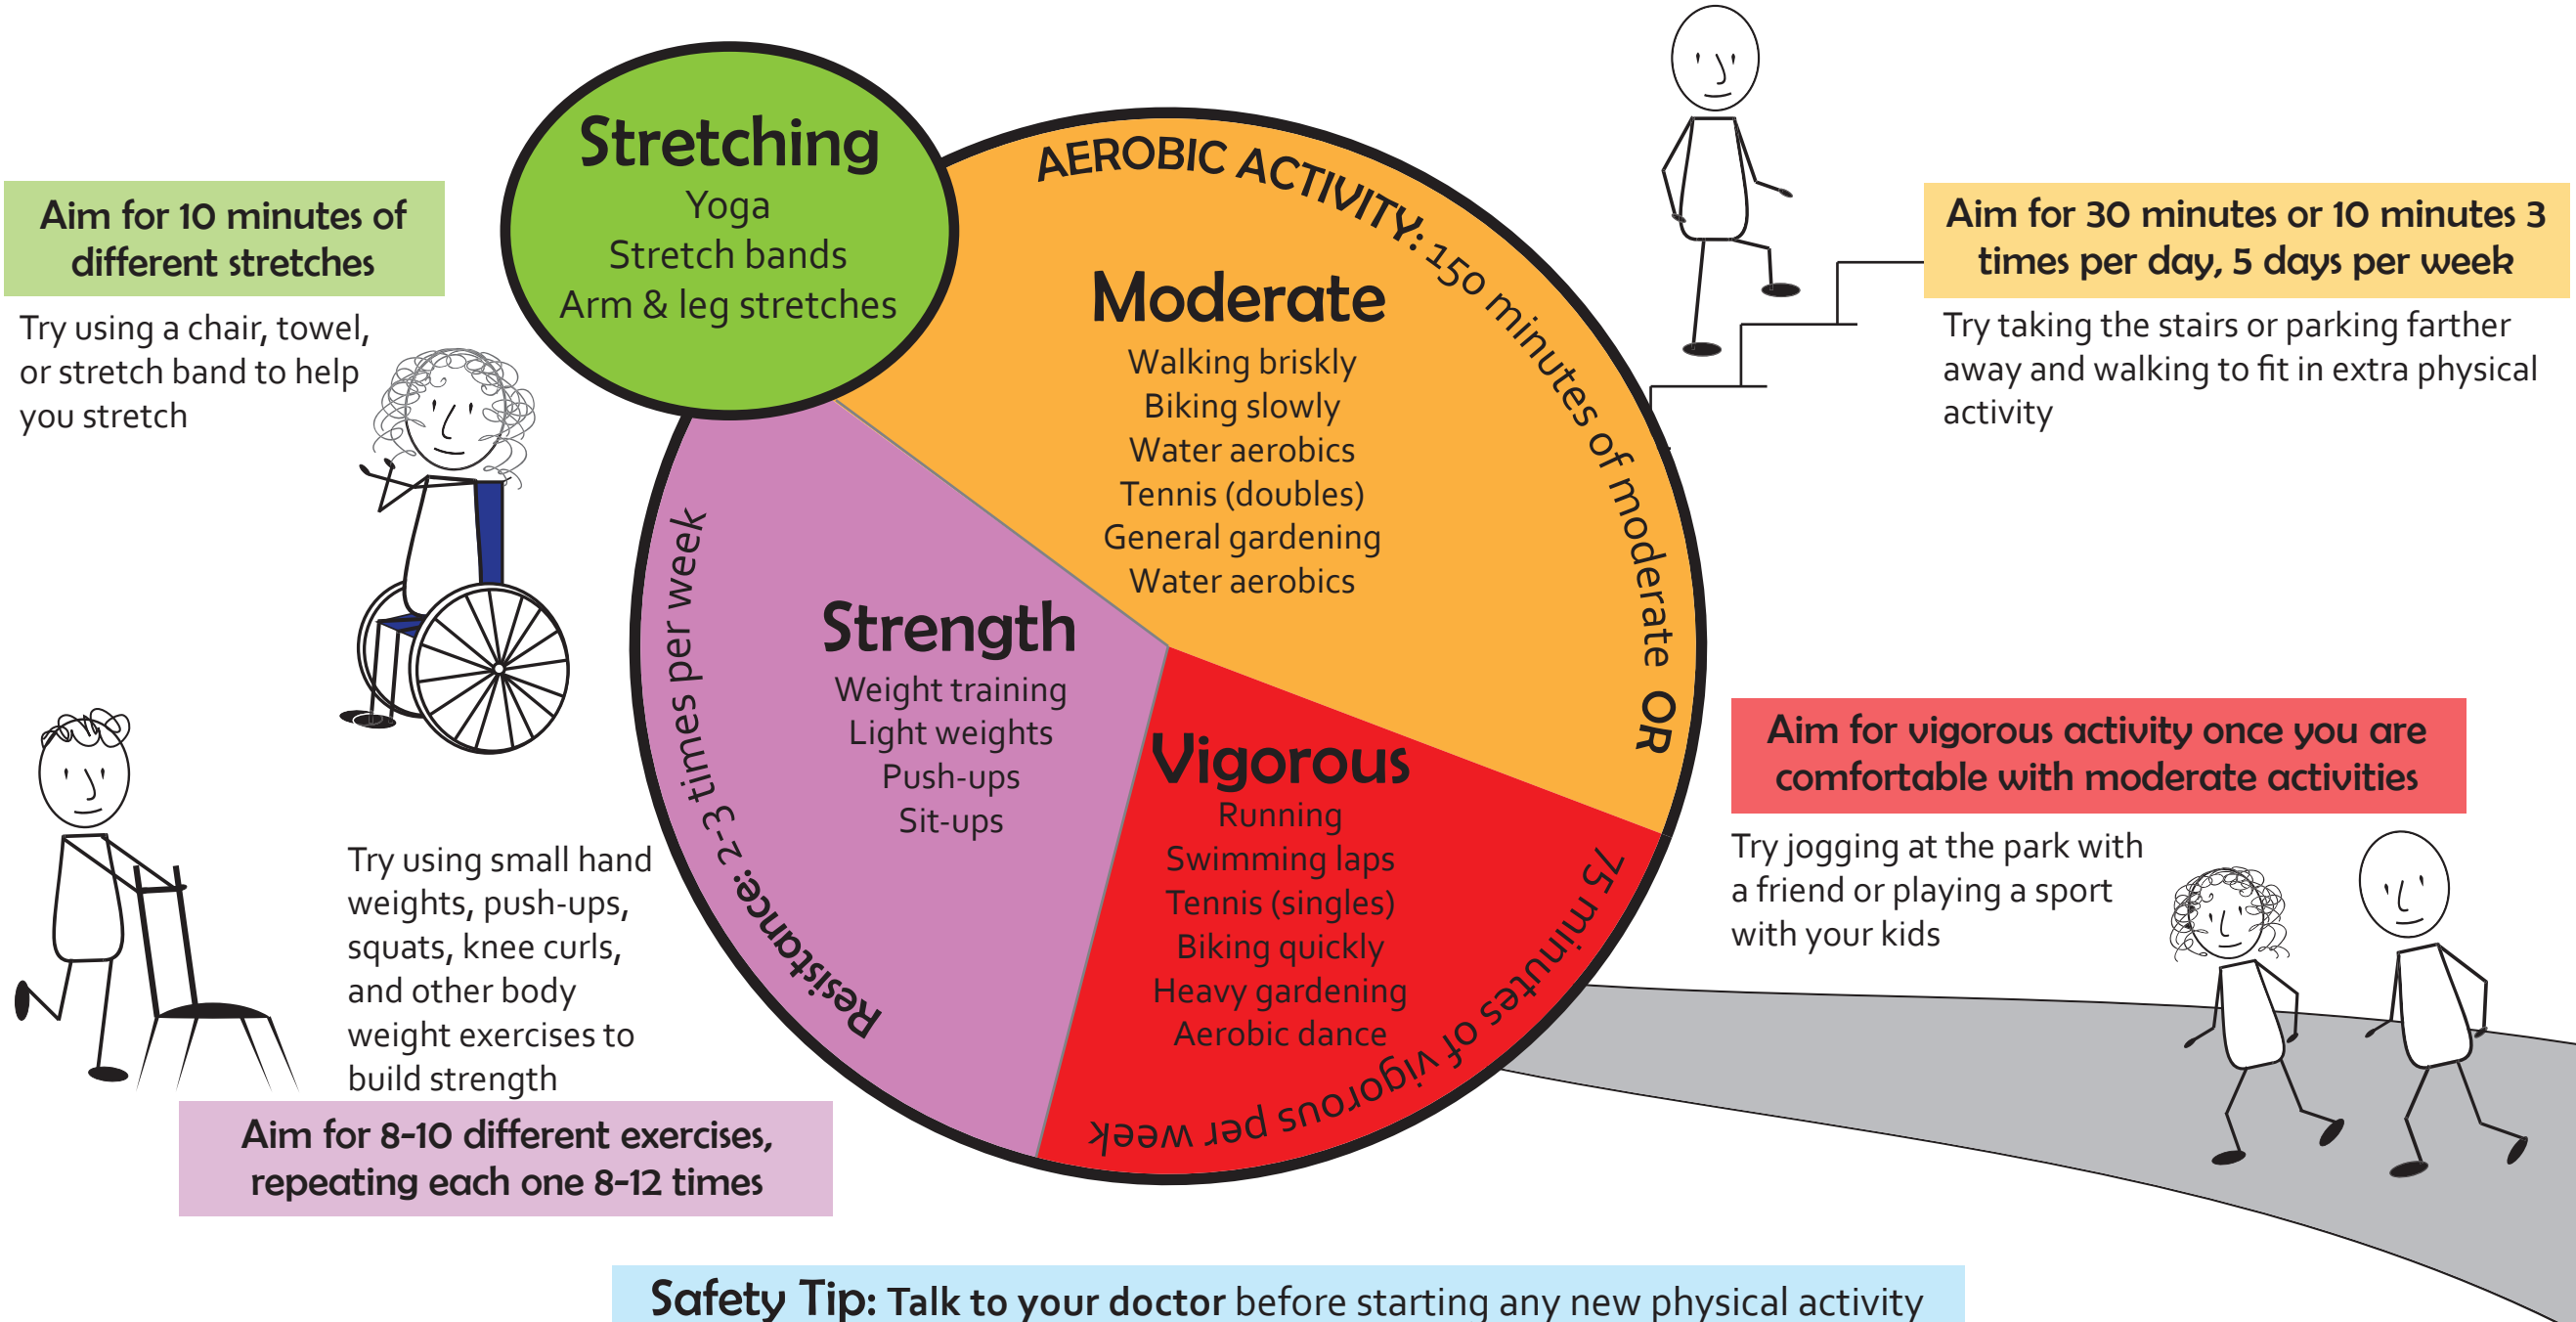 Stretching
Yoga
Stretch bands
Arm & leg stretches
Aim for 10 minutes of
different stretches
Try using a chair, towel,
or stretch band to help
you stretch
AEROBIC ACTIVITY: 150 minutes of moderate OR
75 minutes of vigorous per week
Moderate
Walking briskly
Biking slowly
Water aerobics
Tennis (doubles)
General gardening
Water aerobics
Aim for 30 minutes or 10 minutes 3
times per day, 5 days per week
Try taking the stairs or parking farther
away and walking to fit in extra physical
activity
Resistance: 2-3 times per week
Strength
Weight training
Light weights
Push-ups
Sit-ups
Try using small hand
weights, push-ups,
squats, knee curls,
and other body
weight exercises to
build strength
Aim for 8-10 different exercises,
repeating each one 8-12 times
Vigorous
Running
Swimming laps
Tennis (singles)
Biking quickly
Heavy gardening
Aerobic dance
Aim for vigorous activity once you are
comfortable with moderate activities
Try jogging at the park with
a friend or playing a sport
with your kids
Safety Tip: Talk to your doctor before starting any new physical activity